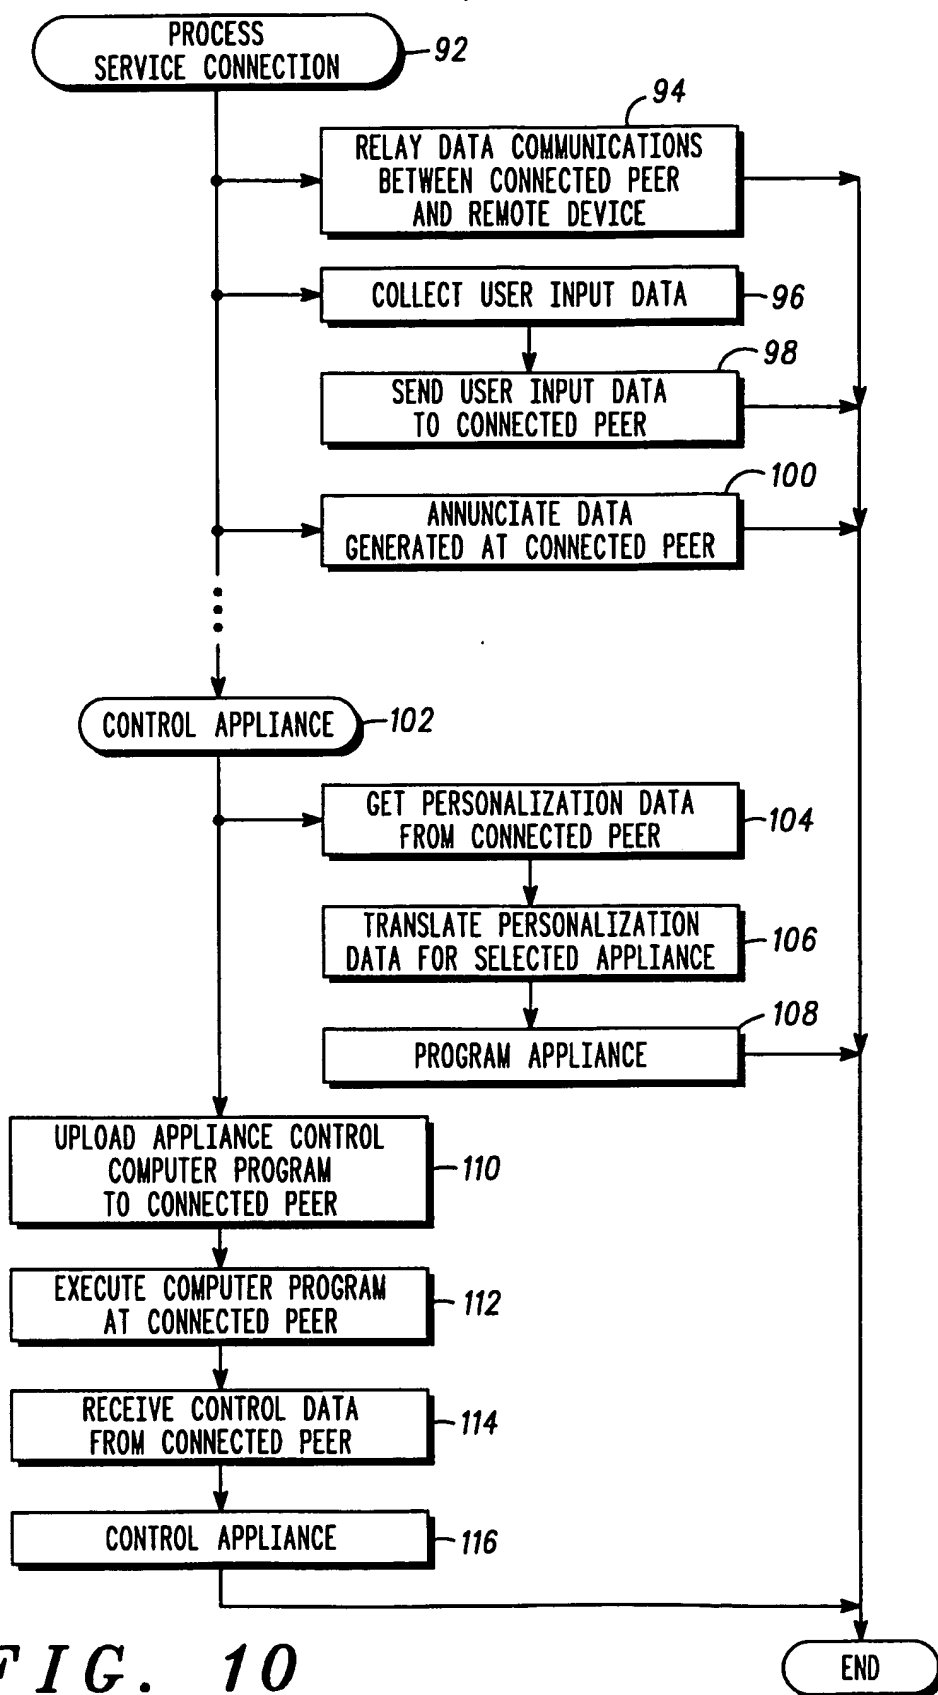 PROCESS
SERVICE CONNECTION
92
94
RELAY DATA COMMUNICATIONS
BETWEEN CONNECTED PEER
AND REMOTE DEVICE
COLLECT USER INPUT DATA
96
98
SEND USER INPUT DATA
TO CONNECTED PEER
100
ANNUNCIATE DATA
GENERATED AT CONNECTED PEER
CONTROL APPLIANCE
102
GET PERSONALIZATION DATA
FROM CONNECTED PEER
104
TRANSLATE PERSONALIZATION
DATA FOR SELECTED APPLIANCE
106
108
PROGRAM APPLIANCE
UPLOAD APPLIANCE CONTROL
COMPUTER PROGRAM
TO CONNECTED PEER
110
EXECUTE COMPUTER PROGRAM
AT CONNECTED PEER
112
RECEIVE CONTROL DATA
FROM CONNECTED PEER
114
CONTROL APPLIANCE
116
END
FIG. 10